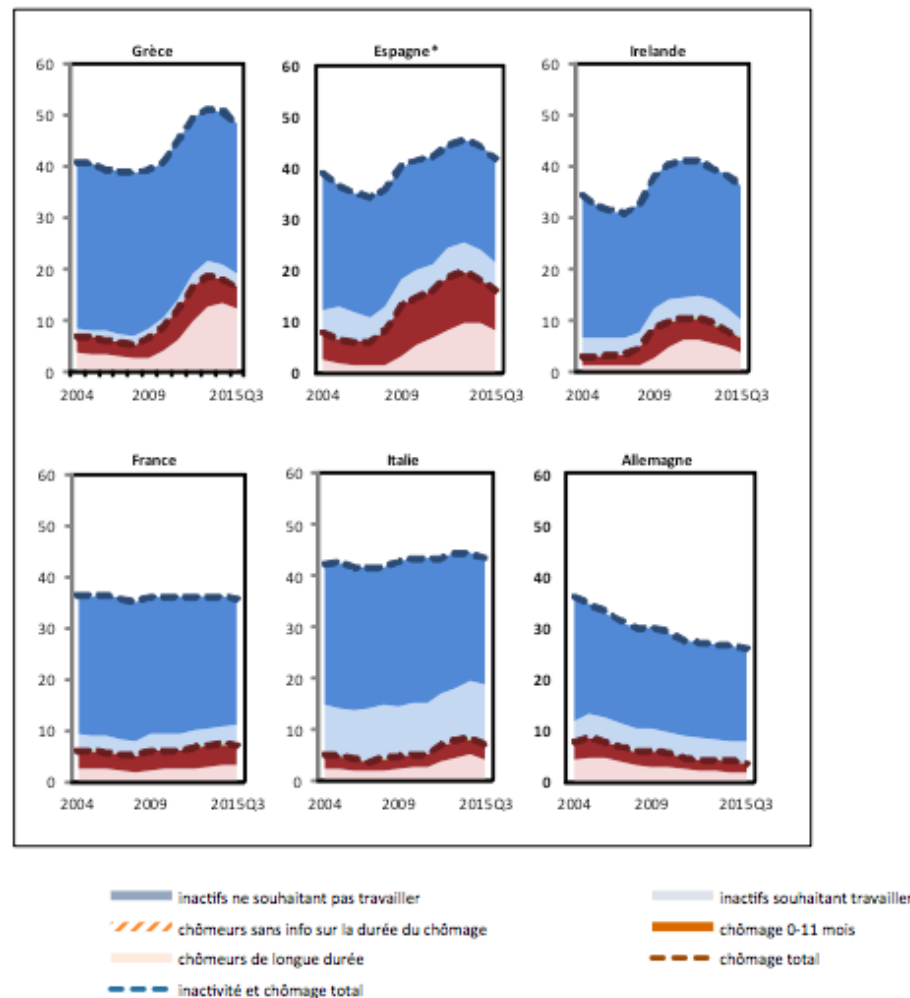 Grèce Espagne* Irelande
60 60 60
50 50 50
40 40 40
30 30 30
20 20 20
10 10 10
0 0 0
2004 2009 2015Q3 2004 2009 2015Q3 2004 2009 2015Q3
France Italie Allemagne
60 60 60
50 50 50
40 40 40
30 30 30
20 20 20
10 10 10
0 0 0
2004 2009 2015Q3 2004 2009 2015Q3 2004 2009 2015Q3
inactifs ne souhaitant pas travailler inactifs souhaitant travailler
chômeurs sans info sur la durée du chômage chômage 0-11 mois
chômeurs de longue durée chômage total
inactivité et chômage total